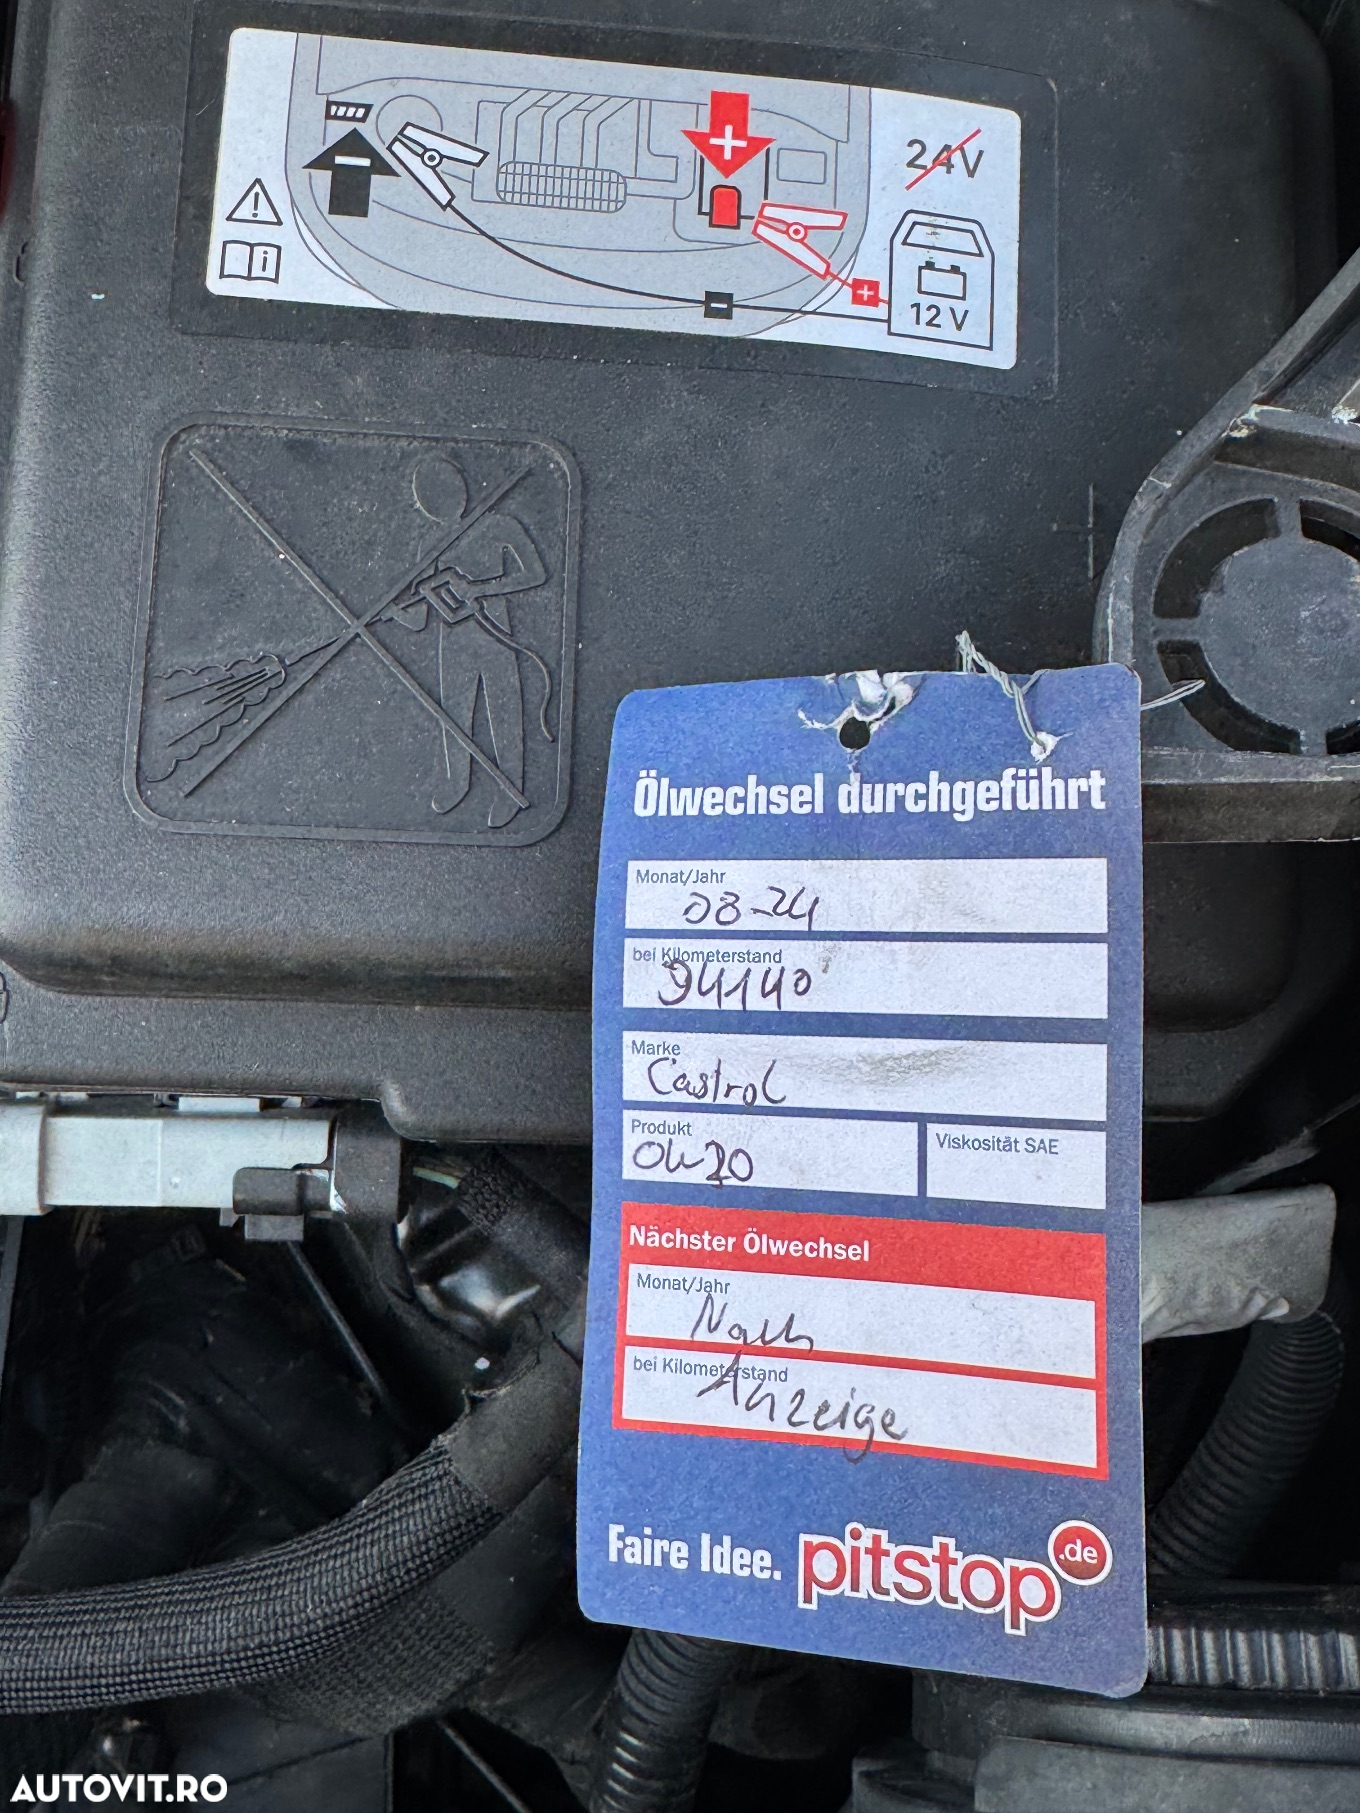 24V
12 V
Ölwechsel durchgeführt
Monat/Jahr
08-24
bei Kilometerstand
94140
Marke
Castrol
Produkt
0W20
Viskosität SAE
Nächster Ölwechsel
Monat/Jahr
Nach
bei Kilometerstand
Anzeige
Faire Idee. pitstop.de
AUTOVIT.RO